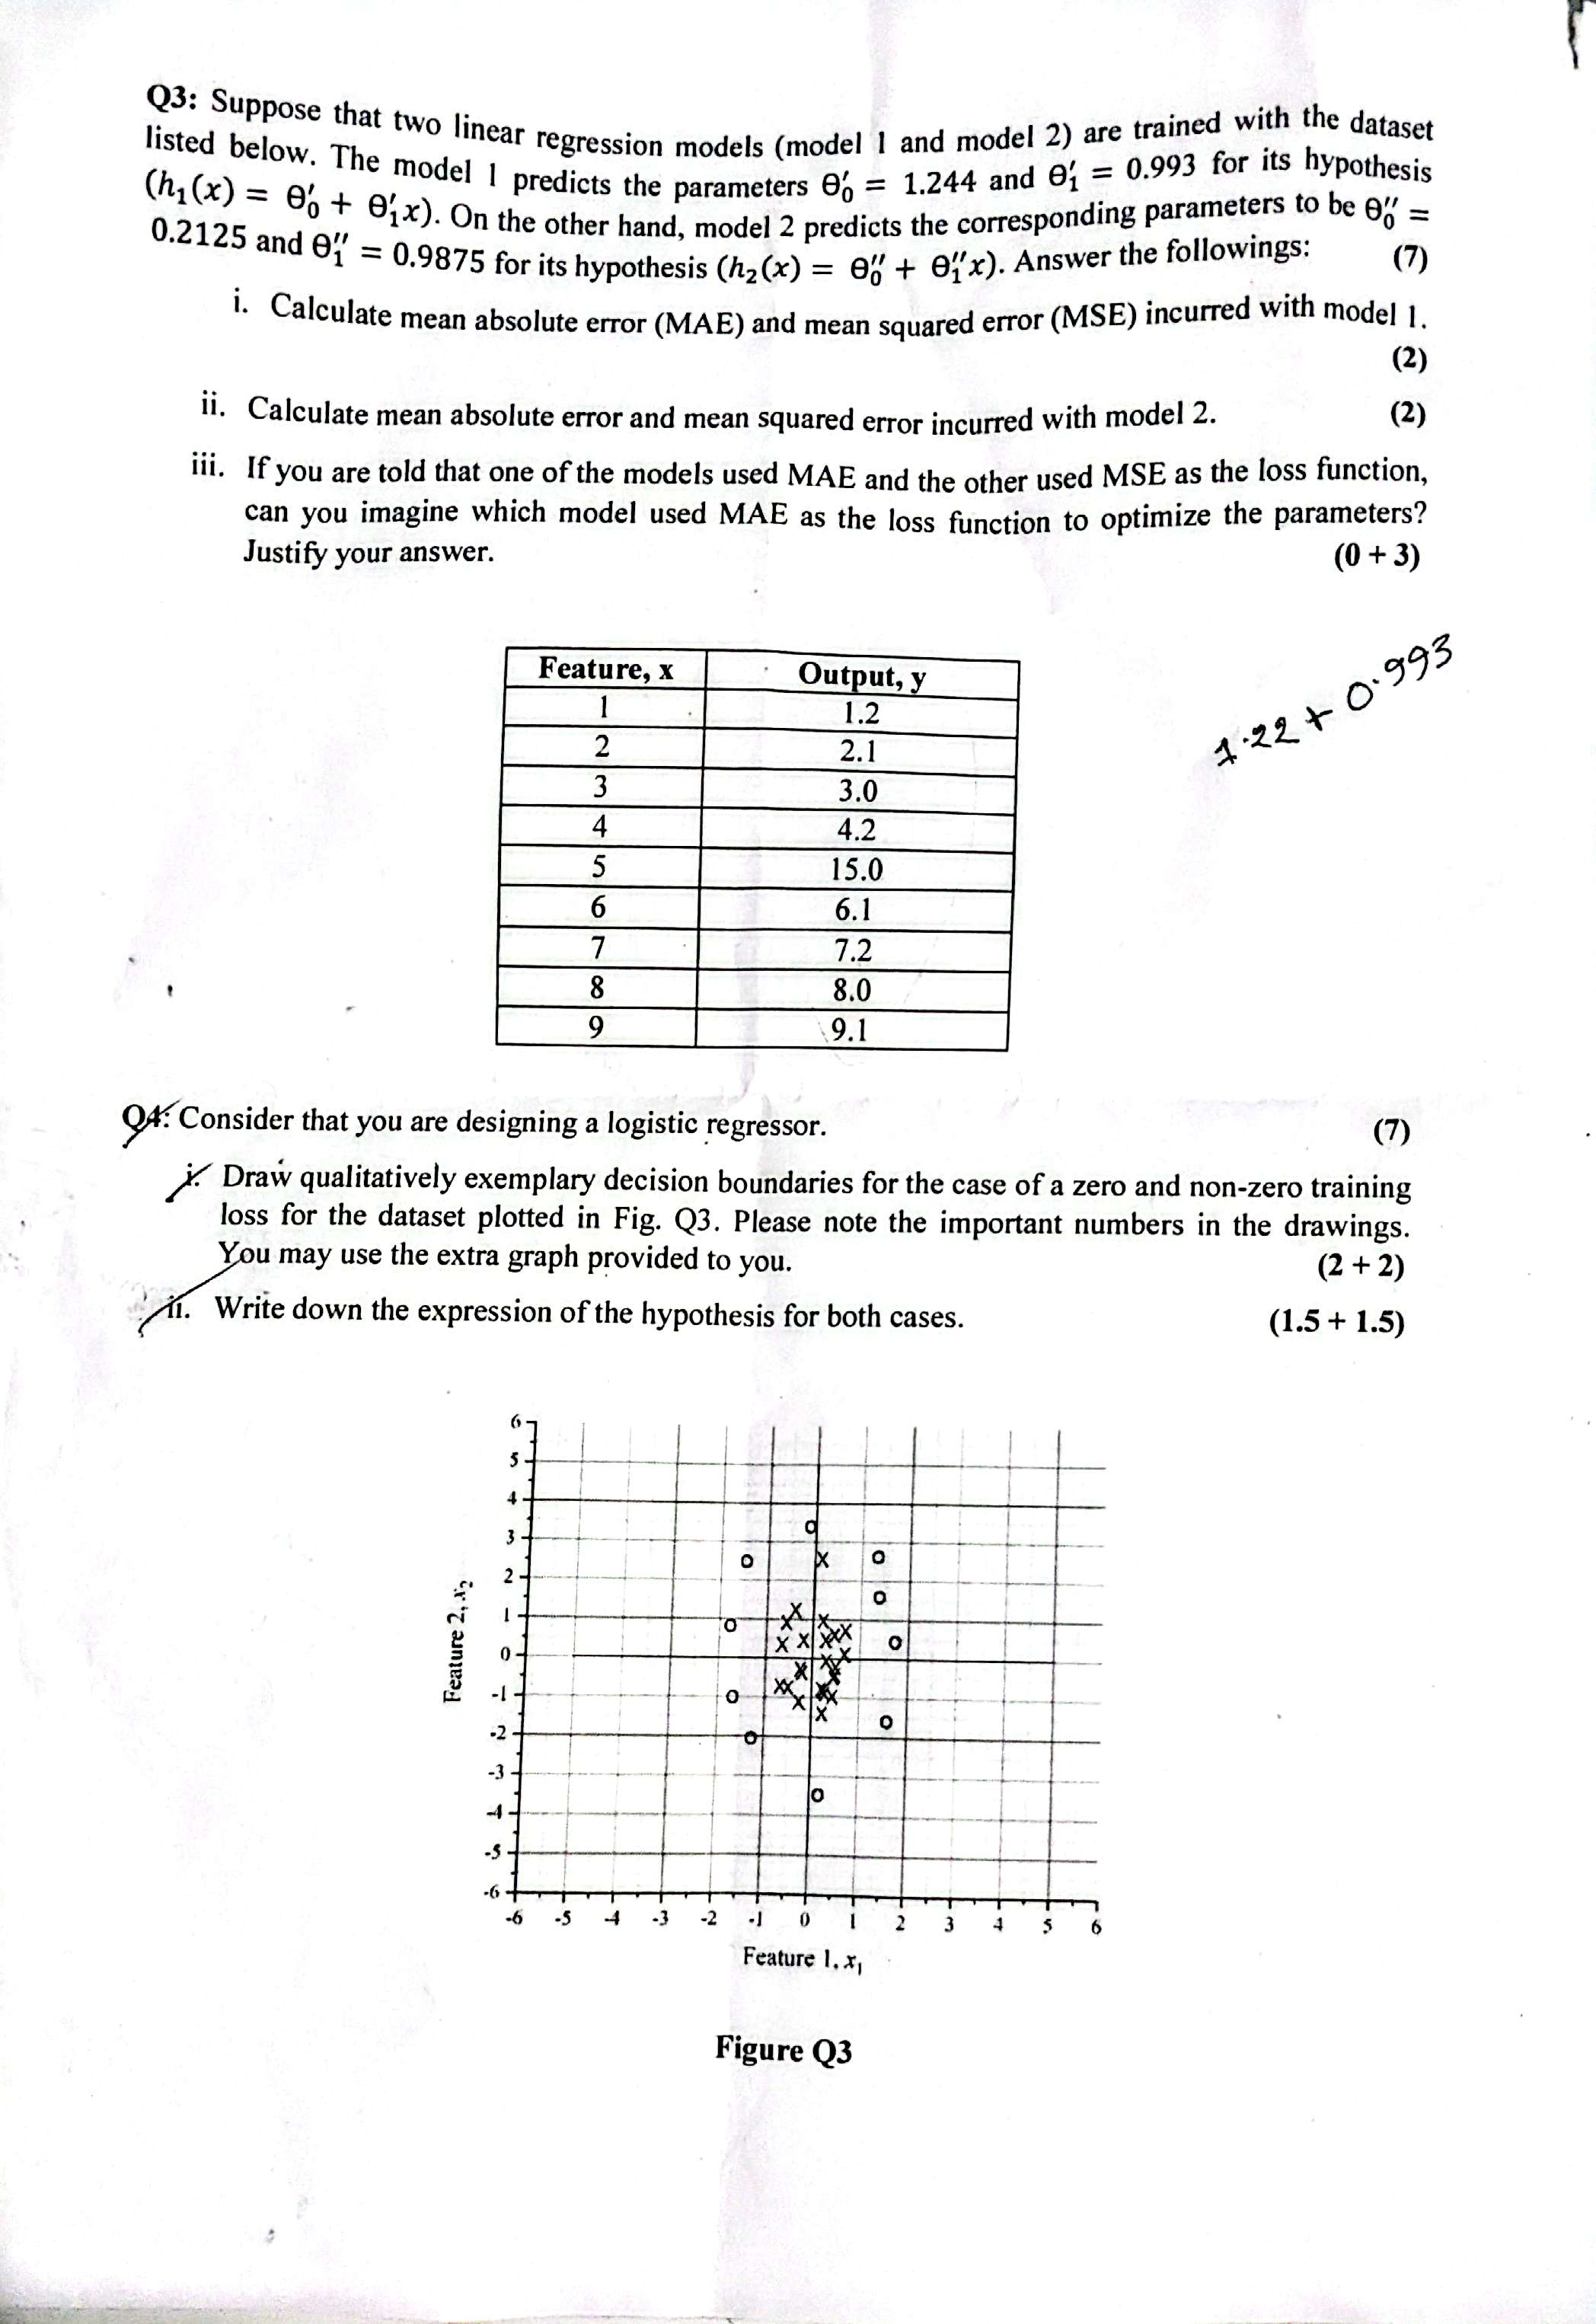 Q3: Suppose that two linear regression models (model 1 and model 2) are trained with the dataset
listed below. The model 1 predicts the parameters θ₀′ = 1.244 and θ₁′ = 0.993 for its hypothesis
(h₁(x) = θ₀′ + θ₁′x). On the other hand, model 2 predicts the corresponding parameters to be θ₀″ =
0.2125 and θ₁″ = 0.9875 for its hypothesis (h₂(x) = θ₀″ + θ₁″x). Answer the followings: (7)
i. Calculate mean absolute error (MAE) and mean squared error (MSE) incurred with model 1.
(2)
ii. Calculate mean absolute error and mean squared error incurred with model 2. (2)
iii. If you are told that one of the models used MAE and the other used MSE as the loss function,
can you imagine which model used MAE as the loss function to optimize the parameters?
Justify your answer. (0 + 3)
Feature, x Output, y
1 1.2
2 2.1
3 3.0
4 4.2
5 15.0
6 6.1
7 7.2
8 8.0
9 9.1
1.22 + 0.993
Q4: Consider that you are designing a logistic regressor. (7)
i. Draw qualitatively exemplary decision boundaries for the case of a zero and non-zero training
loss for the dataset plotted in Fig. Q3. Please note the important numbers in the drawings.
You may use the extra graph provided to you. (2 + 2)
ii. Write down the expression of the hypothesis for both cases. (1.5 + 1.5)
6
5
4
3
2
1
0
-1
-2
-3
-4
-5
-6
Feature 2, x₂
-6 -5 -4 -3 -2 -1 0 1 2 3 4 5 6
Feature 1, x₁
Figure Q3